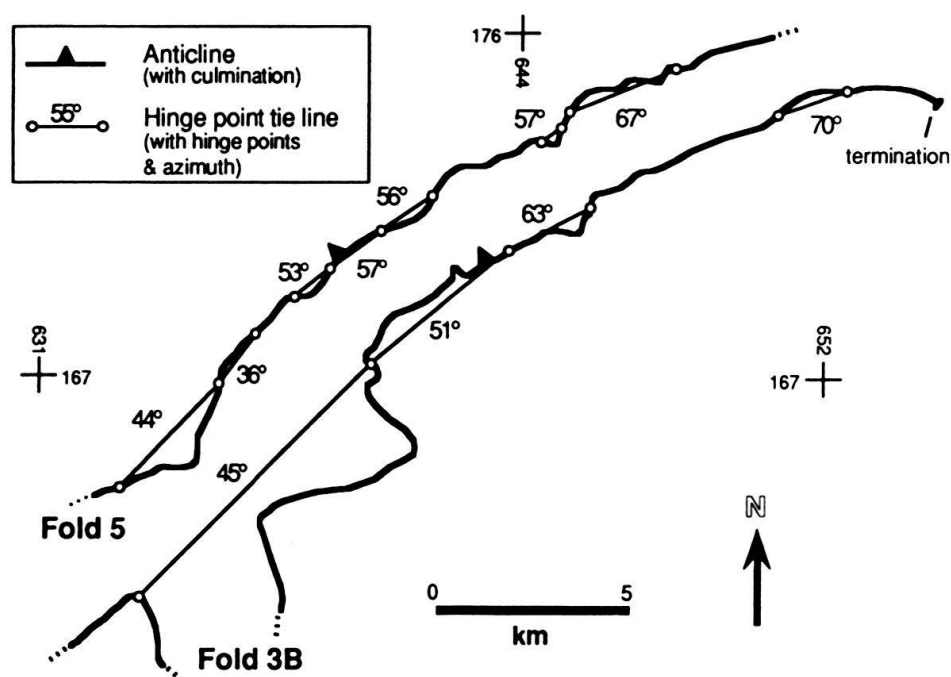 Anticline
(with culmination)
55°
Hinge point tie line
(with hinge points
& azimuth)
176
644
57°
67°
70°
termination
56°
63°
53°
57°
51°
631
167
36°
652
167
44°
45°
Fold 5
N
0
5
km
Fold 3B